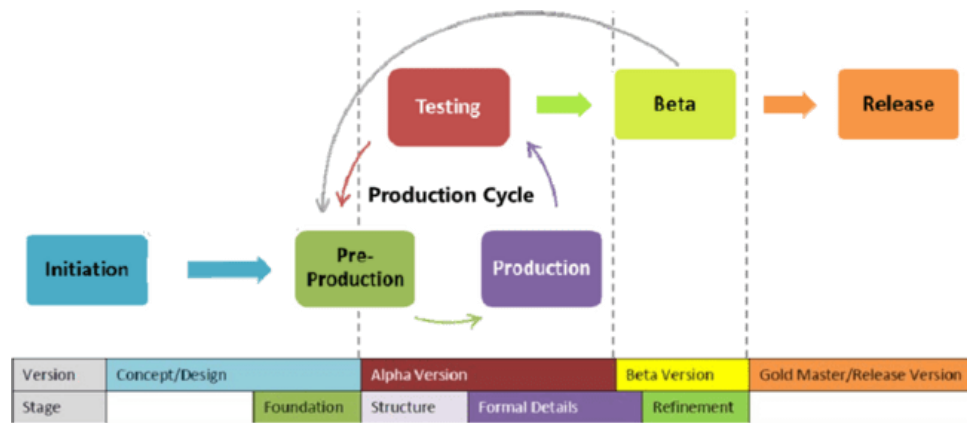 Testing
Beta
Release
Production Cycle
Initiation
Pre-
Production
Production
Version
Concept/Design
Alpha Version
Beta Version
Gold Master/Release Version
Stage
Foundation
Structure
Formal Details
Refinement